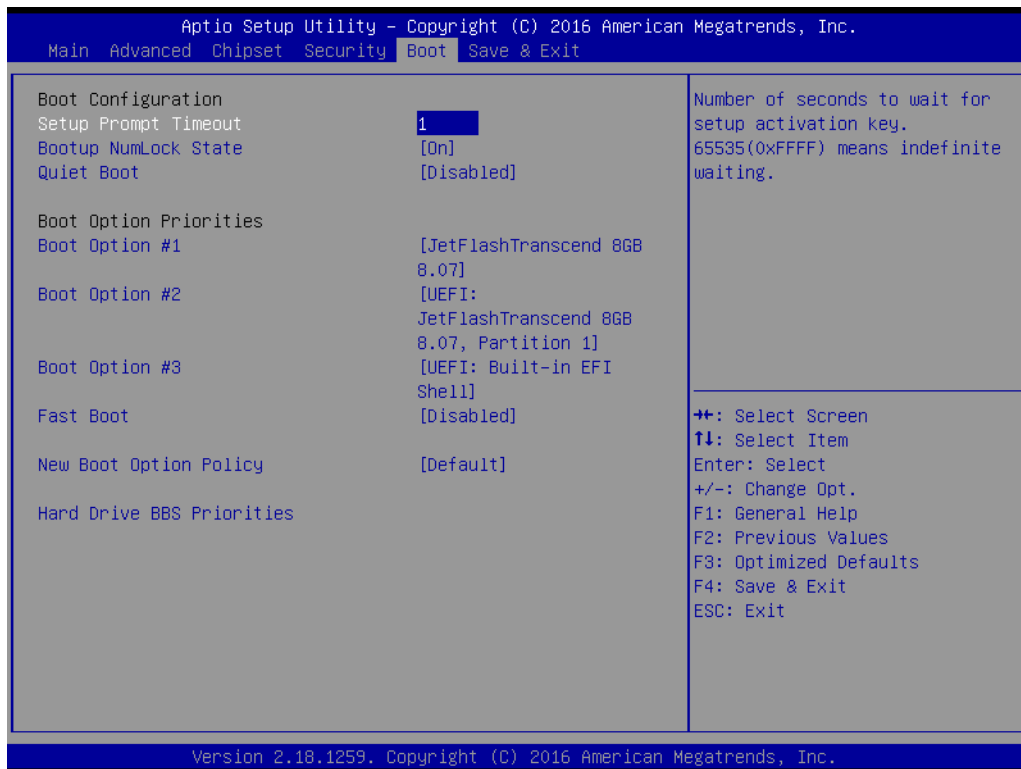 Aptio Setup Utility – Copyright (C) 2016 American Megatrends, Inc.
Main Advanced Chipset Security Boot Save & Exit
Boot Configuration
Setup Prompt Timeout 1
Bootup NumLock State [On]
Quiet Boot [Disabled]
Boot Option Priorities
Boot Option #1 [JetFlashTranscend 8GB
8.07]
Boot Option #2 [UEFI:
JetFlashTranscend 8GB
8.07, Partition 1]
Boot Option #3 [UEFI: Built-in EFI
Shell]
Fast Boot [Disabled]
New Boot Option Policy [Default]
Hard Drive BBS Priorities
Number of seconds to wait for
setup activation key.
65535(0xFFFF) means indefinite
waiting.
→←: Select Screen
↑↓: Select Item
Enter: Select
+/-: Change Opt.
F1: General Help
F2: Previous Values
F3: Optimized Defaults
F4: Save & Exit
ESC: Exit
Version 2.18.1259. Copyright (C) 2016 American Megatrends, Inc.